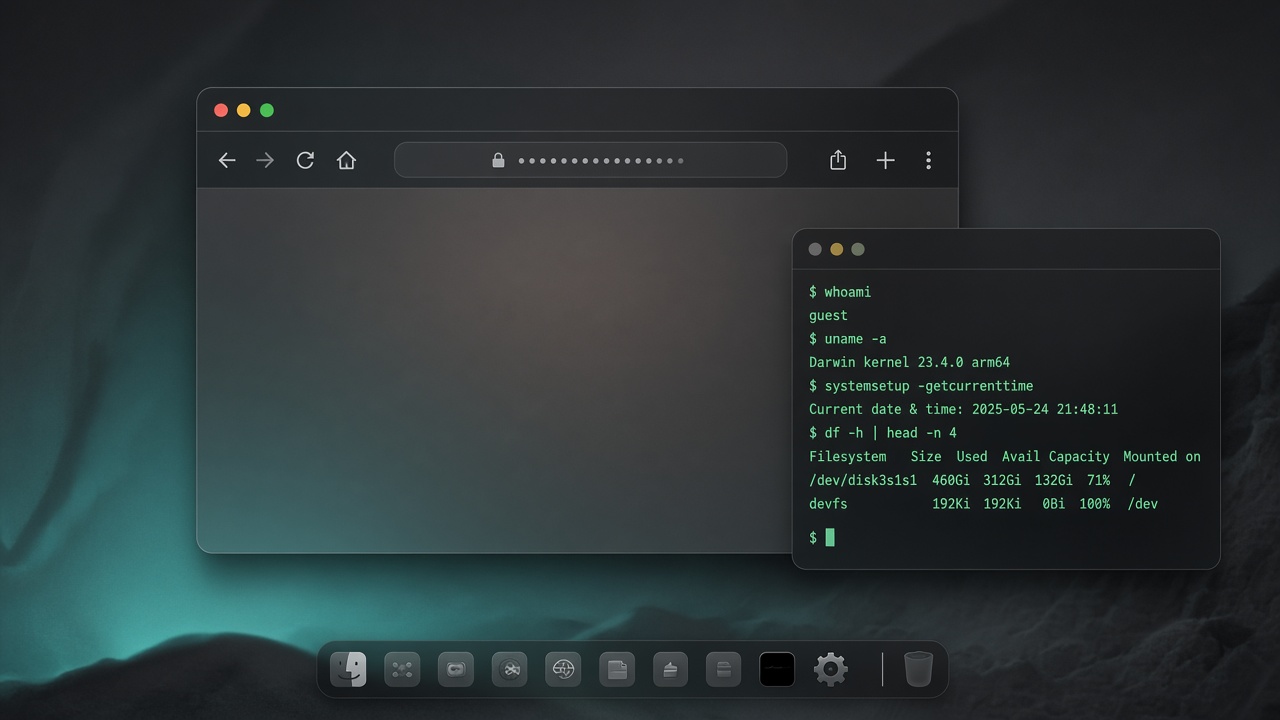 $ whoami
guest
$ uname -a
Darwin kernel 23.4.0 arm64
$ systemsetup -getcurrenttime
Current date & time: 2025-05-24 21:48:11
$ df -h | head -n 4
Filesystem Size Used Avail Capacity Mounted on
/dev/disk3s1s1 460Gi 312Gi 132Gi 71% /
devfs 192Ki 192Ki 0Bi 100% /dev
$